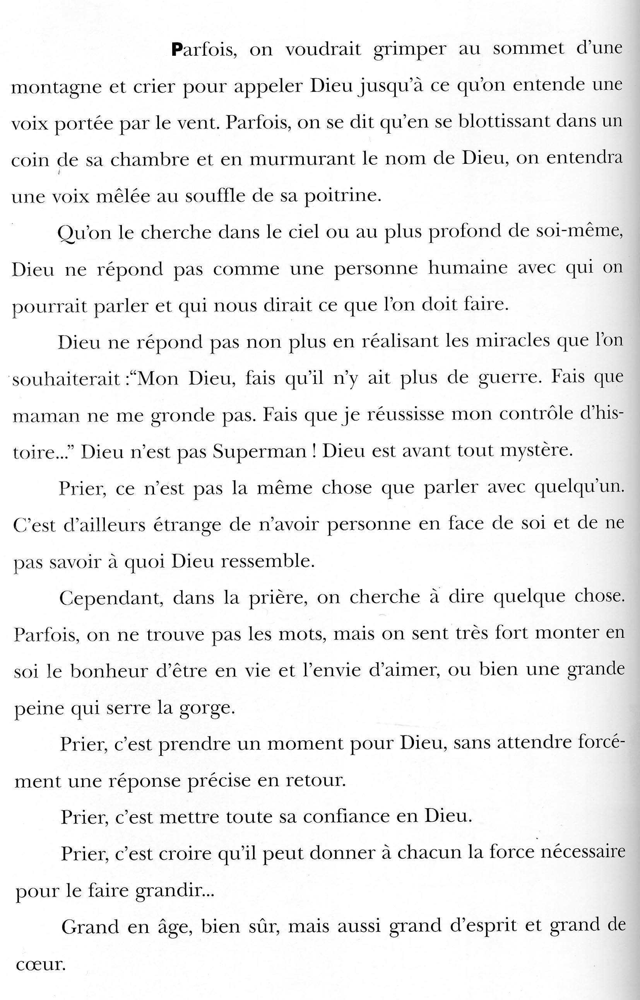 Parfois, on voudrait grimper au sommet d’une
montagne et crier pour appeler Dieu jusqu’à ce qu’on entende une
voix portée par le vent. Parfois, on se dit qu’en se blottissant dans un
coin de sa chambre et en murmurant le nom de Dieu, on entendra
une voix mêlée au souffle de sa poitrine.
Qu’on le cherche dans le ciel ou au plus profond de soi-même,
Dieu ne répond pas comme une personne humaine avec qui on
pourrait parler et qui nous dirait ce que l’on doit faire.
Dieu ne répond pas non plus en réalisant les miracles que l’on
souhaiterait :“Mon Dieu, fais qu’il n’y ait plus de guerre. Fais que
maman ne me gronde pas. Fais que je réussisse mon contrôle d’his-
toire...” Dieu n’est pas Superman ! Dieu est avant tout mystère.
Prier, ce n’est pas la même chose que parler avec quelqu’un.
C’est d’ailleurs étrange de n’avoir personne en face de soi et de ne
pas savoir à quoi Dieu ressemble.
Cependant, dans la prière, on cherche à dire quelque chose.
Parfois, on ne trouve pas les mots, mais on sent très fort monter en
soi le bonheur d’être en vie et l’envie d’aimer, ou bien une grande
peine qui serre la gorge.
Prier, c’est prendre un moment pour Dieu, sans attendre forcé-
ment une réponse précise en retour.
Prier, c’est mettre toute sa confiance en Dieu.
Prier, c’est croire qu’il peut donner à chacun la force nécessaire
pour le faire grandir...
Grand en âge, bien sûr, mais aussi grand d’esprit et grand de
cœur.